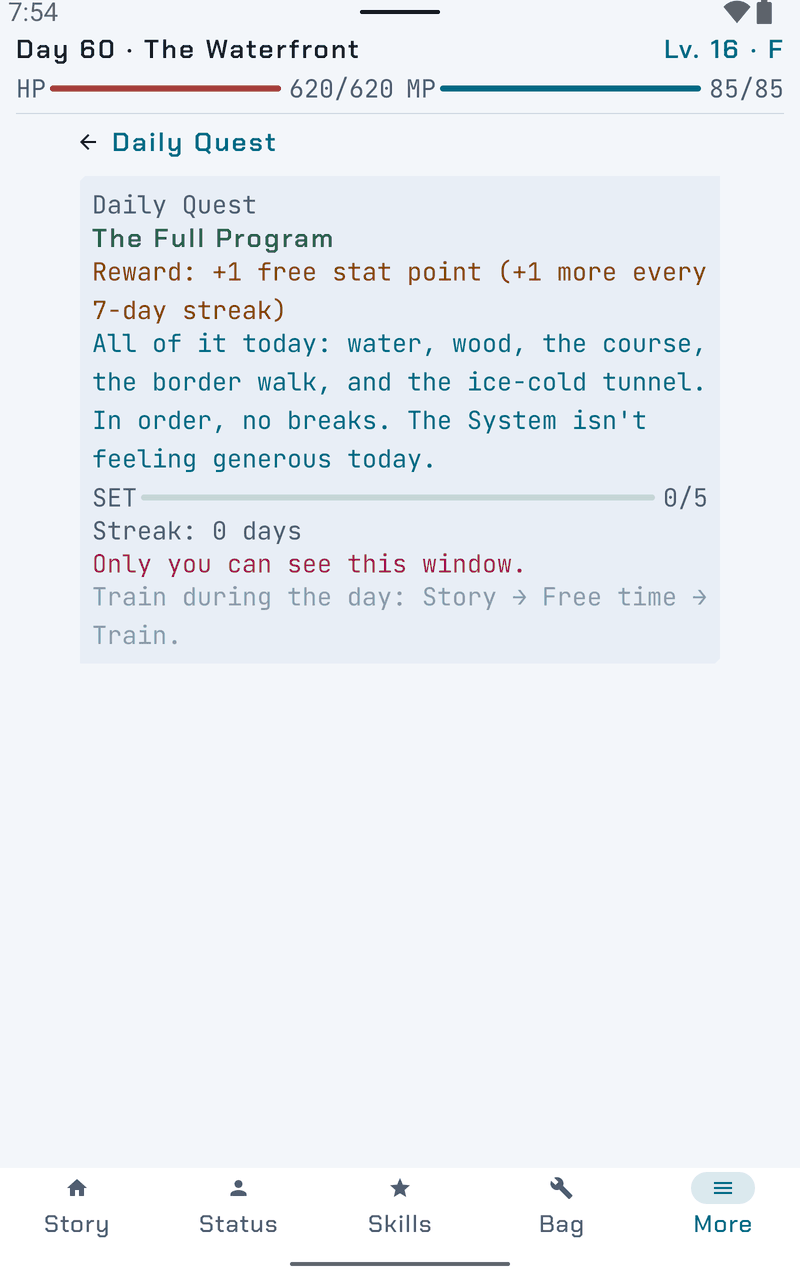 7:54
Day 60 · The Waterfront
Lv. 16 · F
HP 620/620 MP 85/85
← Daily Quest
Daily Quest
The Full Program
Reward: +1 free stat point (+1 more every
7-day streak)
All of it today: water, wood, the course,
the border walk, and the ice-cold tunnel.
In order, no breaks. The System isn't
feeling generous today.
SET 0/5
Streak: 0 days
Only you can see this window.
Train during the day: Story → Free time →
Train.
Story
Status
Skills
Bag
More